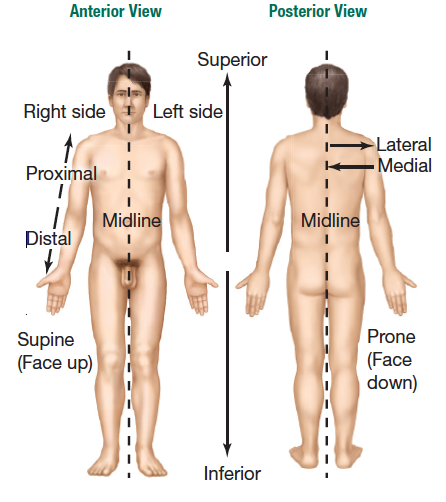 Anterior View
Posterior View
Superior
Right side
Left side
Lateral
Medial
Proximal
Midline
Midline
Distal
Supine
(Face up)
Prone
(Face
down)
Inferior